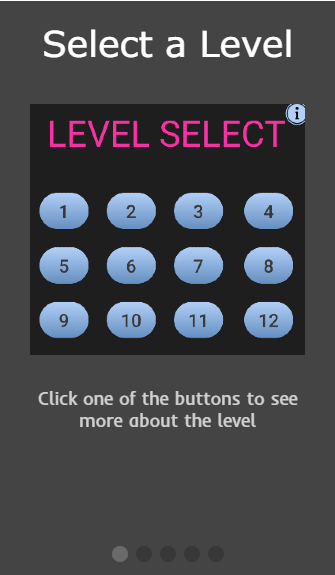 Select a Level
LEVEL SELECT i
1 2 3 4
5 6 7 8
9 10 11 12
Click one of the buttons to see
more about the level